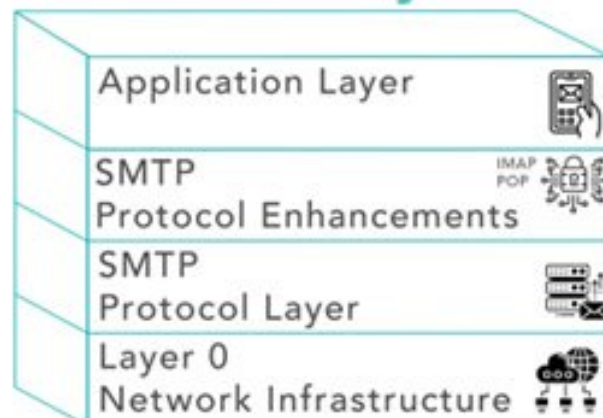 Application Layer
SMTP
IMAP
POP
Protocol Enhancements
SMTP
Protocol Layer
Layer 0
Network Infrastructure